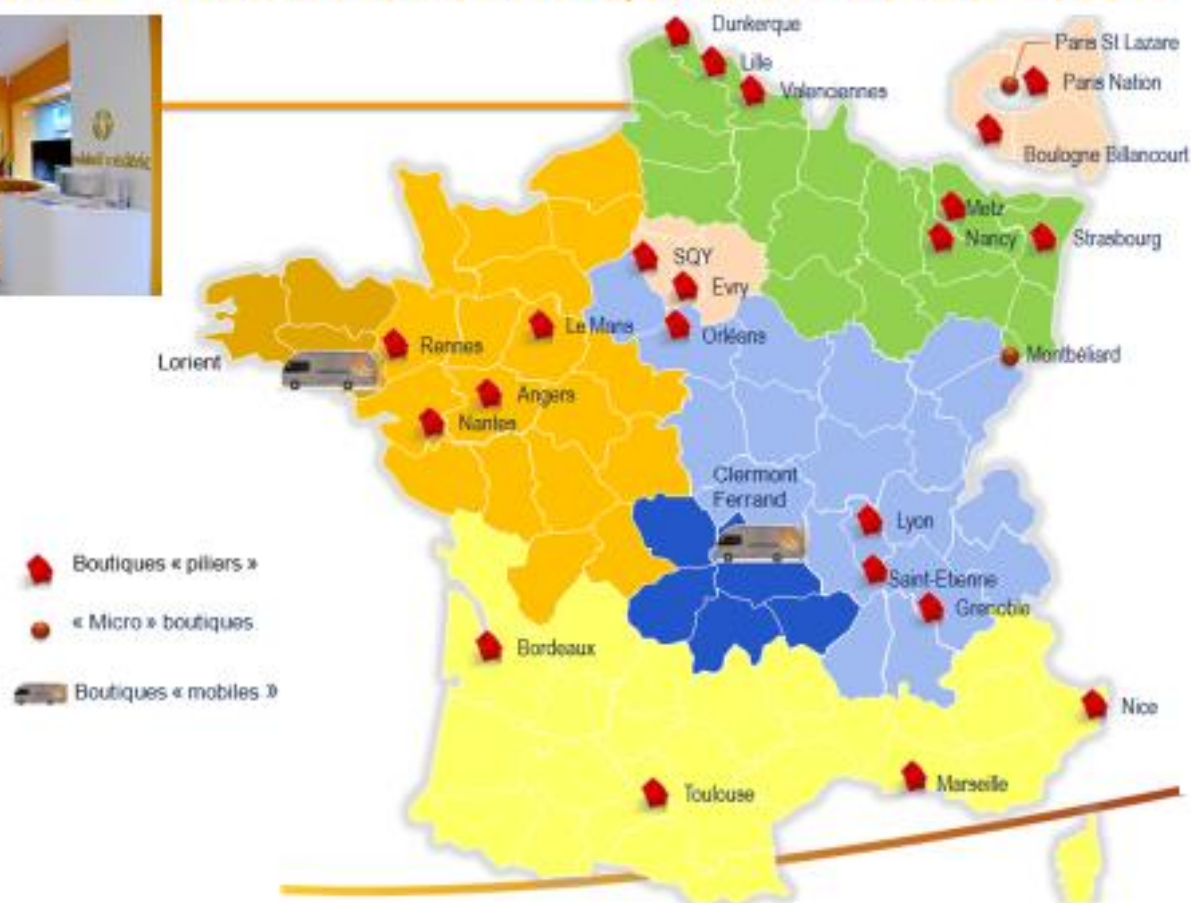 Dunkerque
Lille
Valenciennes
Paris St Lazare
Paris Nation
Boulogne Billancourt
Metz
Nancy
Strasbourg
SQY
Evry
Orléans
Le Mans
Rennes
Lorient
Angers
Nantes
Montbéliard
Clermont
Ferrand
Lyon
Saint-Etienne
Grenoble
Boutiques « piliers »
« Micro » boutiques
Boutiques « mobiles »
Bordeaux
Nice
Toulouse
Marseille